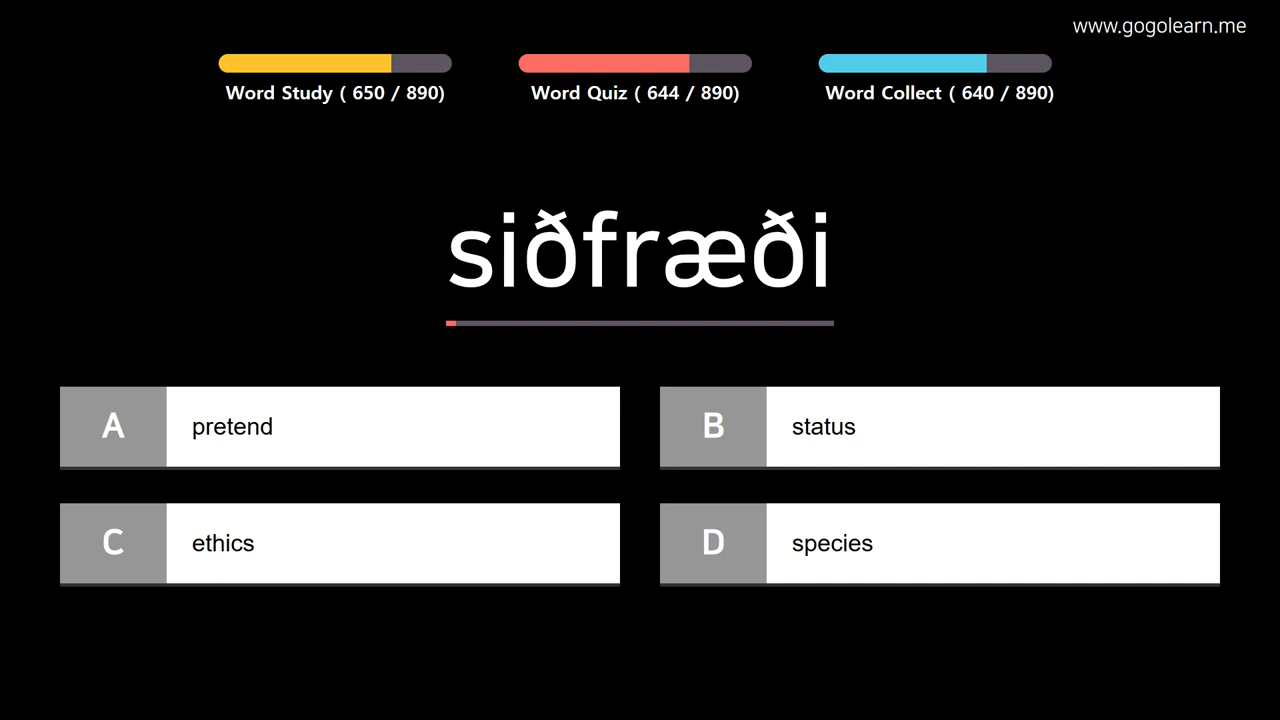 www.gogolearn.me
Word Study ( 650 / 890)
Word Quiz ( 644 / 890)
Word Collect ( 640 / 890)
siðfræði
A pretend
B status
C ethics
D species